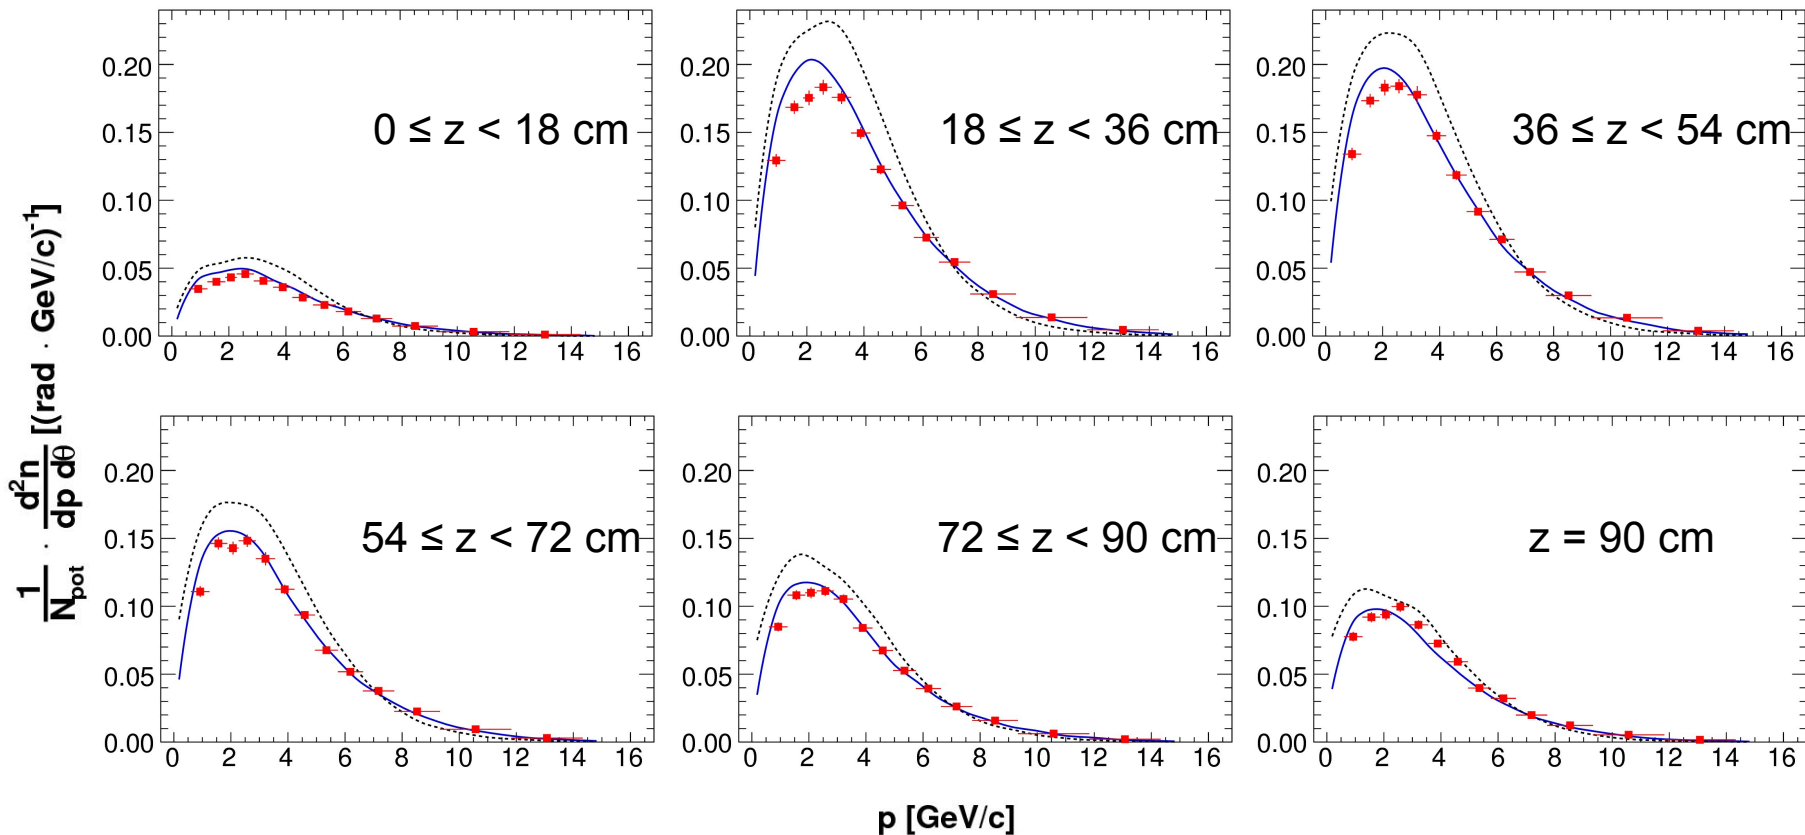 0.20
0.15
0.10
0.05
0.00
0 2 4 6 8 10 12 14 16
0 ≤ z < 18 cm
0.20
0.15
0.10
0.05
0.00
0 2 4 6 8 10 12 14 16
18 ≤ z < 36 cm
0.20
0.15
0.10
0.05
0.00
0 2 4 6 8 10 12 14 16
36 ≤ z < 54 cm
0.20
0.15
0.10
0.05
0.00
0 2 4 6 8 10 12 14 16
54 ≤ z < 72 cm
0.20
0.15
0.10
0.05
0.00
0 2 4 6 8 10 12 14 16
72 ≤ z < 90 cm
0.20
0.15
0.10
0.05
0.00
0 2 4 6 8 10 12 14 16
z = 90 cm
1/N_pot · d²n/dp dθ [(rad · GeV/c)⁻¹]
p [GeV/c]